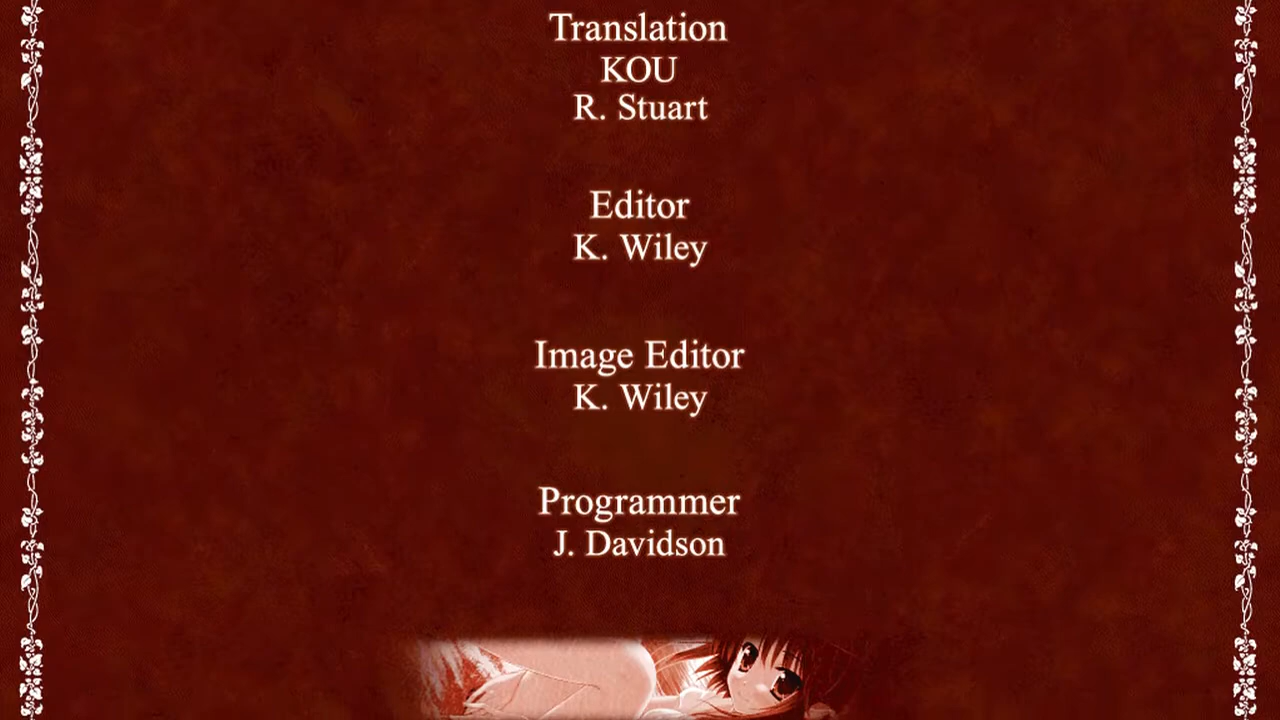 Translation
KOU
R. Stuart
Editor
K. Wiley
Image Editor
K. Wiley
Programmer
J. Davidson